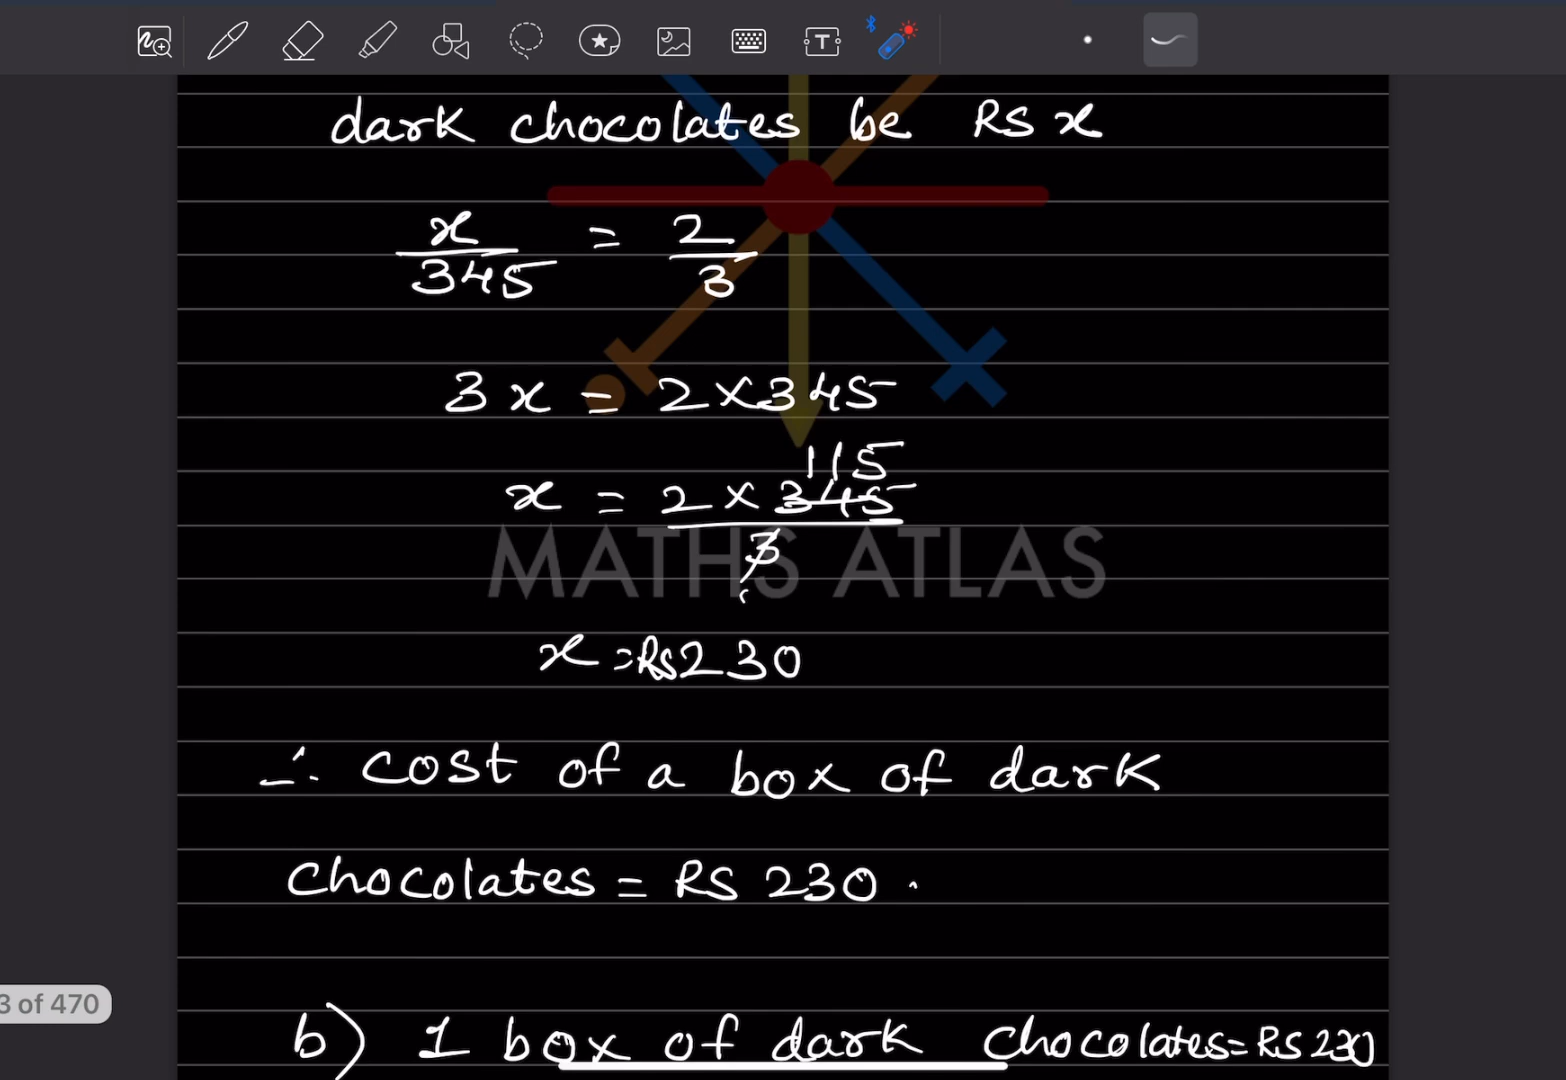 dark chocolates be Rs x
x/345 = 2/3
3x = 2×345
115
x = 2×345/3
MATHS ATLAS
x = Rs 230
∴ cost of a box of dark
chocolates = Rs 230.
3 of 470
b) 1 box of dark chocolates = Rs 230